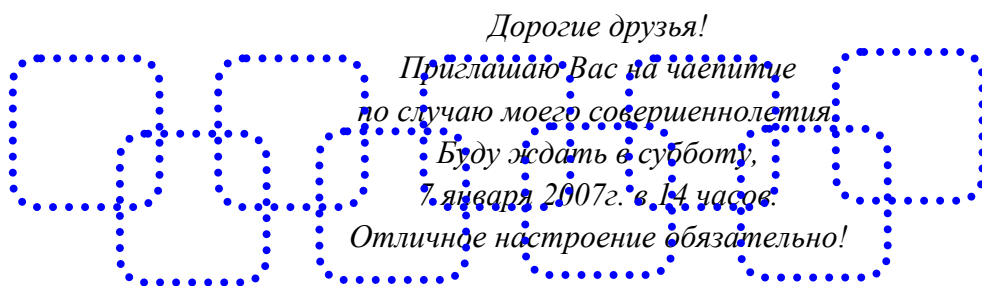 Дорогие друзья!
Приглашаю Вас на чаепитие
по случаю моего совершеннолетия
Буду ждать в субботу,
7 января 2007г. в 14 часов.
Отличное настроение обязательно!